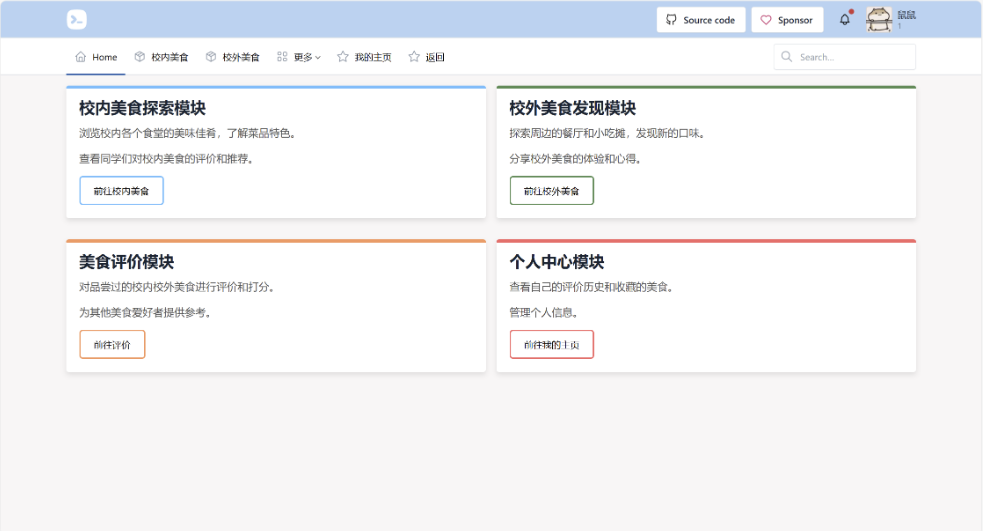 Source code
Sponsor
鼠鼠
1
Home
校内美食
校外美食
更多
我的主页
返回
Search...
校内美食探索模块
浏览校内各个食堂的美味佳肴，了解菜品特色。
查看同学们对校内美食的评价和推荐。
前往校内美食
校外美食发现模块
探索周边的餐厅和小吃摊，发现新的口味。
分享校外美食的体验和心得。
前往校外美食
美食评价模块
对品尝过的校内校外美食进行评价和打分。
为其他美食爱好者提供参考。
前往评价
个人中心模块
查看自己的评价历史和收藏的美食。
管理个人信息。
前往我的主页